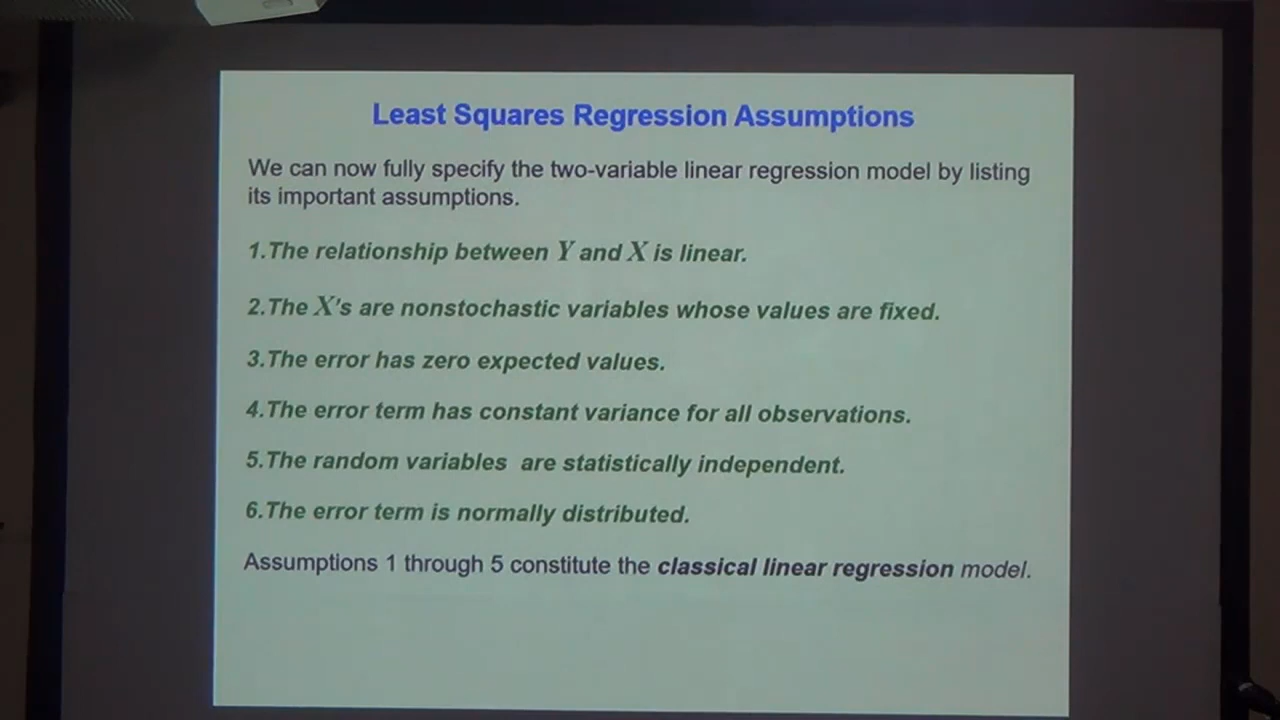 Least Squares Regression Assumptions
We can now fully specify the two-variable linear regression model by listing
its important assumptions.
1.The relationship between Y and X is linear.
2.The X's are nonstochastic variables whose values are fixed.
3.The error has zero expected values.
4.The error term has constant variance for all observations.
5.The random variables are statistically independent.
6.The error term is normally distributed.
Assumptions 1 through 5 constitute the classical linear regression model.